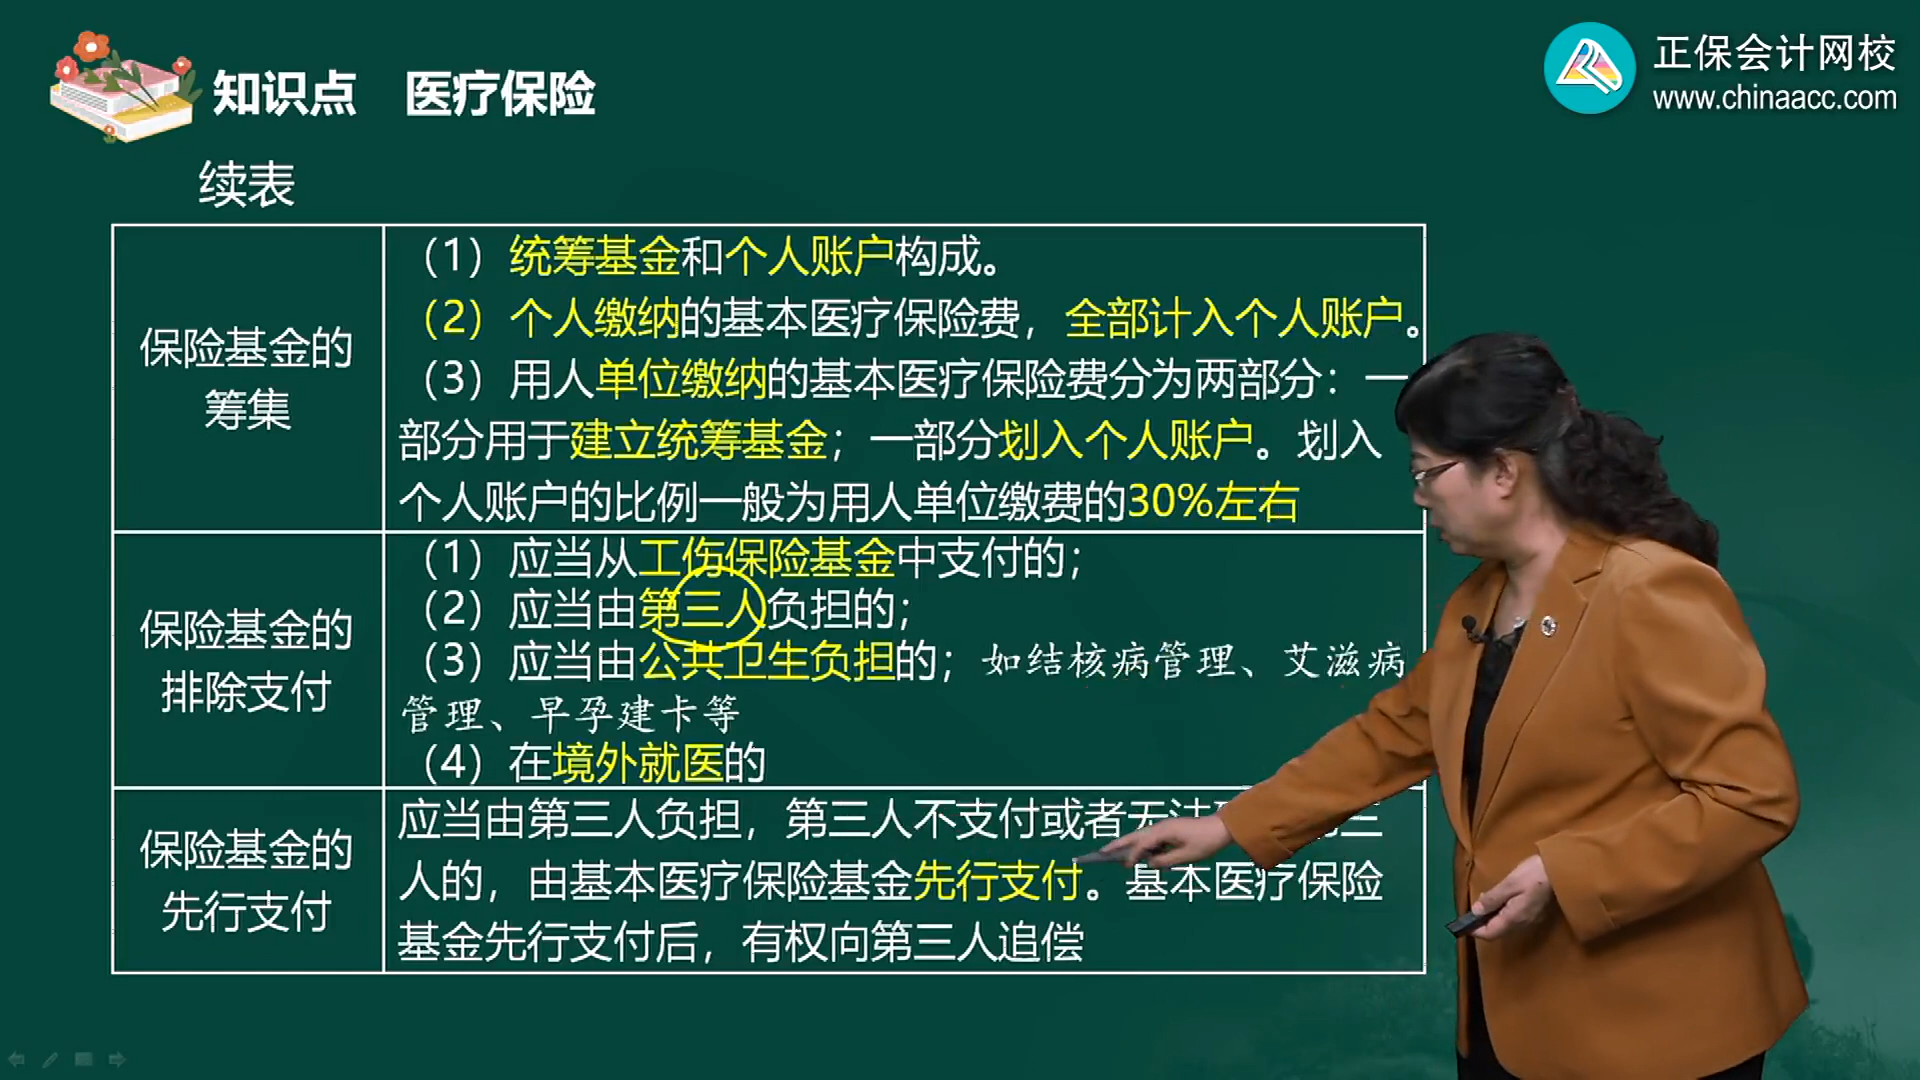 知识点 医疗保险
正保会计网校
www.chinaacc.com
续表
保险基金的
筹集
（1）统筹基金和个人账户构成。
（2）个人缴纳的基本医疗保险费，全部计入个人账户。
（3）用人单位缴纳的基本医疗保险费分为两部分：一
部分用于建立统筹基金；一部分划入个人账户。划入
个人账户的比例一般为用人单位缴费的30%左右
保险基金的
排除支付
（1）应当从工伤保险基金中支付的；
（2）应当由第三人负担的；
（3）应当由公共卫生负担的；如结核病管理、艾滋病
管理、早孕建卡等
（4）在境外就医的
保险基金的
先行支付
应当由第三人负担，第三人不支付或者无法 三
人的，由基本医疗保险基金先行支付。基本医疗保险
基金先行支付后，有权向第三人追偿